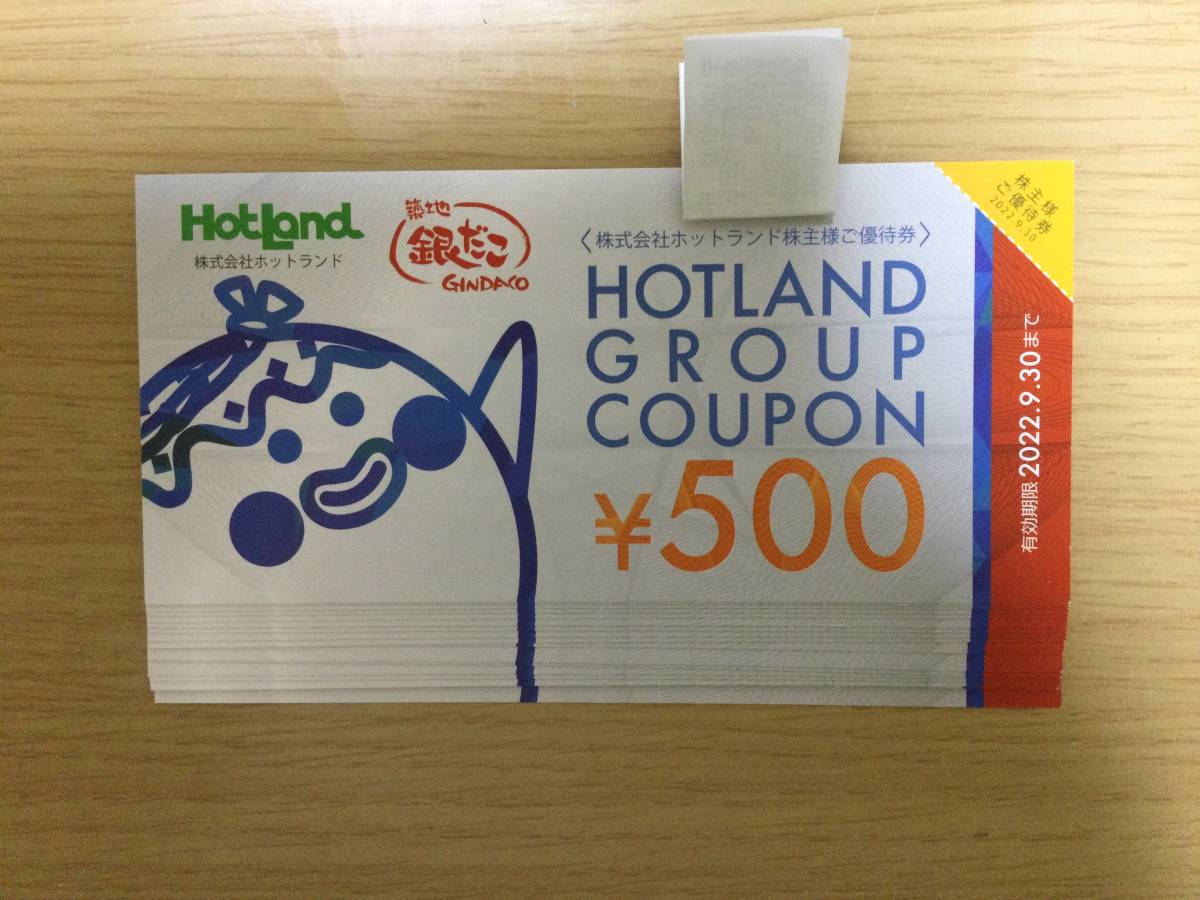 HotLand
株式会社ホットランド
築地
銀だこ
GINDACO
〈株式会社ホットランド株主様ご優待券〉
HOTLAND
GROUP
COUPON
¥500
株主様
ご優待券
2022.9.30
有効期限 2022.9.30まで